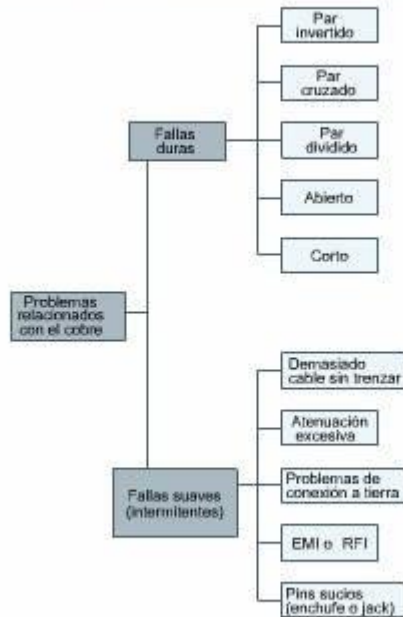 Par
invertido
Par
cruzado
Fallas
duras
Par
dividido
Abierto
Corto
Problemas
relacionados
con el cobre
Demasiado
cable sin trenzar
Atenuación
excesiva
Fallas suaves
(intermitentes)
Problemas de
conexión a tierra
EMI o RFI
Pins sucios
(enchufe o jack)